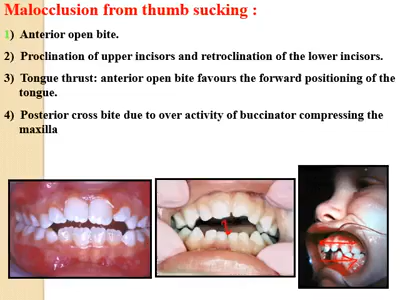 Malocclusion from thumb sucking :
1) Anterior open bite.
2) Proclination of upper incisors and retroclination of the lower incisors.
3) Tongue thrust: anterior open bite favours the forward positioning of the
tongue.
4) Posterior cross bite due to over activity of buccinator compressing the
maxilla